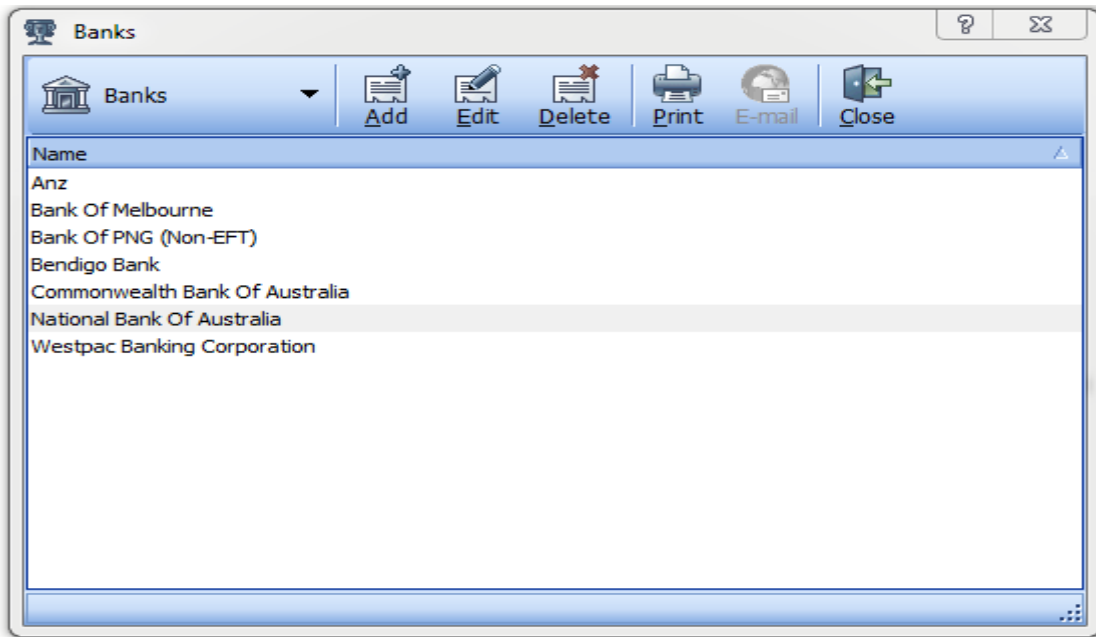 Banks
Banks Add Edit Delete Print E-mail Close
Name
Anz
Bank Of Melbourne
Bank Of PNG (Non-EFT)
Bendigo Bank
Commonwealth Bank Of Australia
National Bank Of Australia
Westpac Banking Corporation